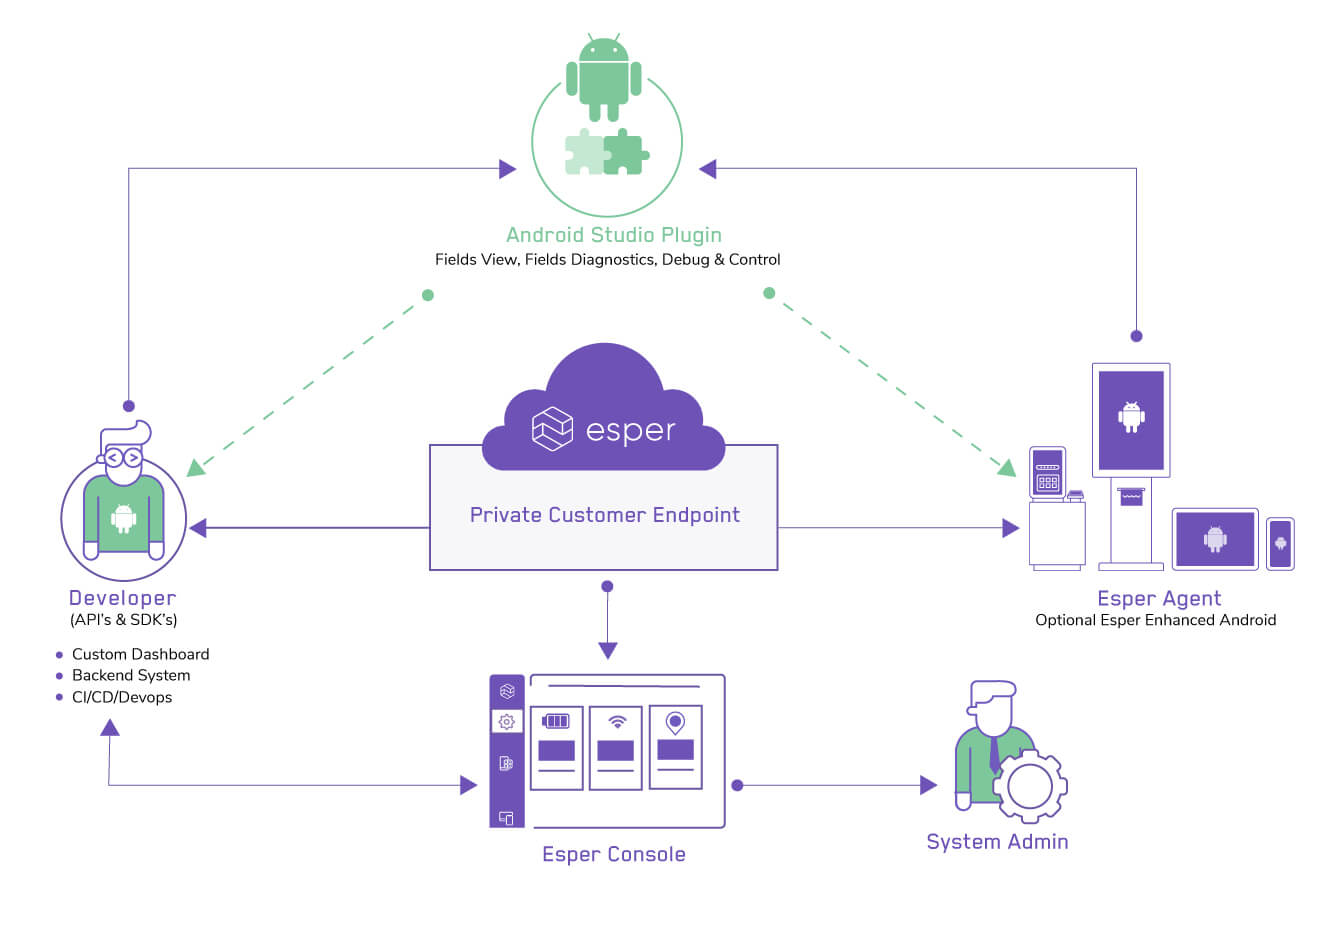 Android Studio Plugin
Fields View, Fields Diagnostics, Debug & Control
esper
Private Customer Endpoint
Developer
(API's & SDK's)
Custom Dashboard
Backend System
CI/CD/Devops
Esper Agent
Optional Esper Enhanced Android
Esper Console
System Admin